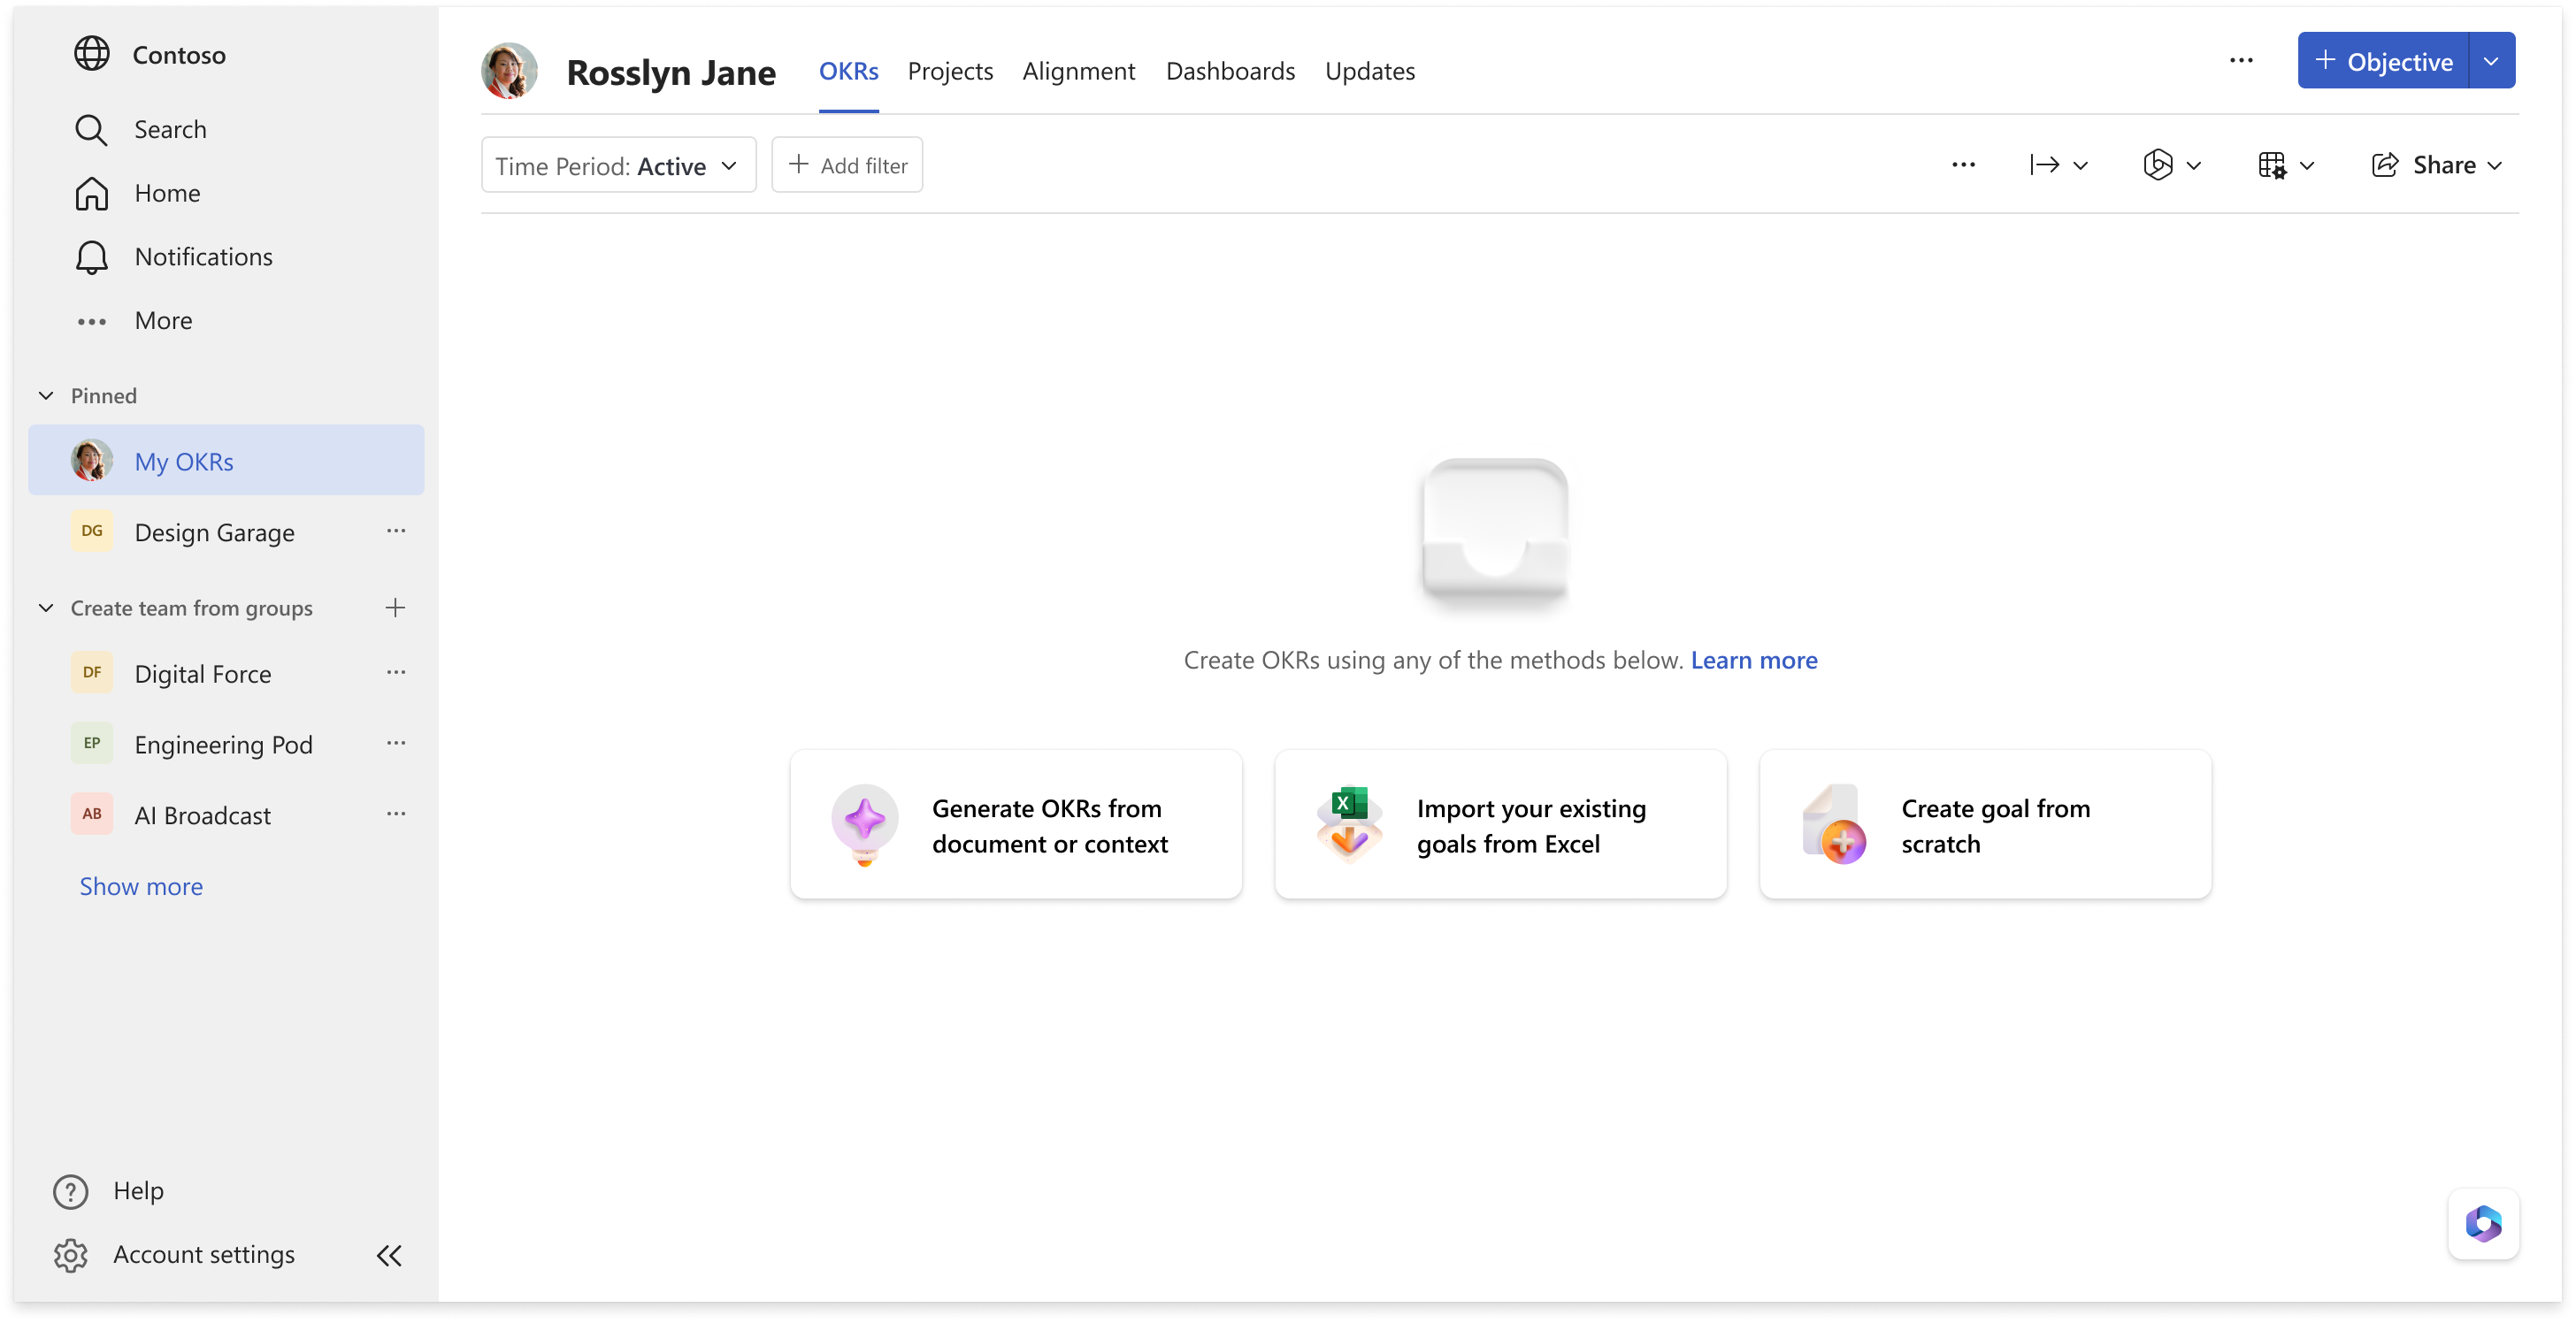 Contoso
Search
Home
Notifications
More
Pinned
My OKRs
DG Design Garage
Create team from groups
DF Digital Force
EP Engineering Pod
AB AI Broadcast
Show more
Help
Account settings
Rosslyn Jane OKRs Projects Alignment Dashboards Updates
Objective
Time Period: Active Add filter
Share
Create OKRs using any of the methods below. Learn more
Generate OKRs from
document or context
X
Import your existing
goals from Excel
Create goal from
scratch